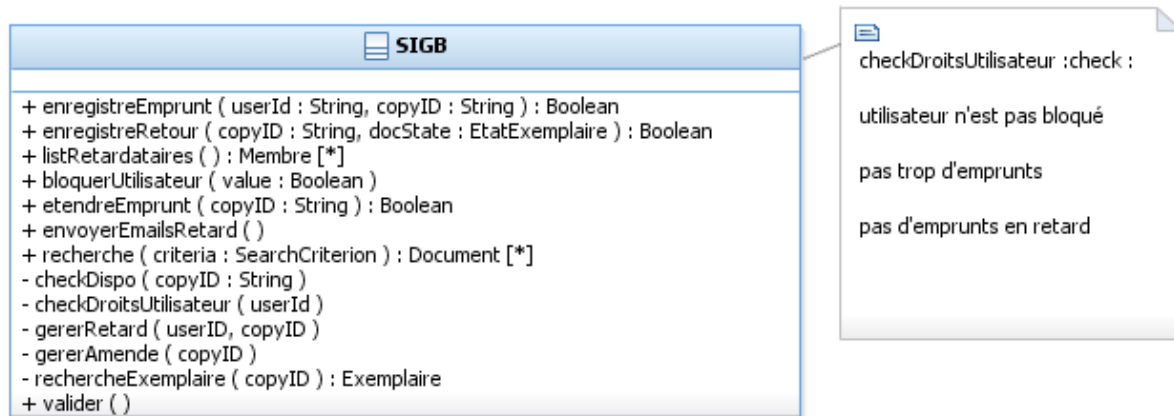 SIGB
+ enregistreEmprunt ( userId : String, copyID : String ) : Boolean
+ enregistreRetour ( copyID : String, docState : EtatExemplaire ) : Boolean
+ listRetardataires ( ) : Membre [*]
+ bloquerUtilisateur ( value : Boolean )
+ etendreEmprunt ( copyID : String ) : Boolean
+ envoyerEmailsRetard ( )
+ recherche ( criteria : SearchCriterion ) : Document [*]
- checkDispo ( copyID : String )
- checkDroitsUtilisateur ( userId )
- gererRetard ( userID, copyID )
- gererAmende ( copyID )
- rechercheExemplaire ( copyID ) : Exemplaire
+ valider ( )
checkDroitsUtilisateur :check :
utilisateur n'est pas bloqué
pas trop d'emprunts
pas d'emprunts en retard